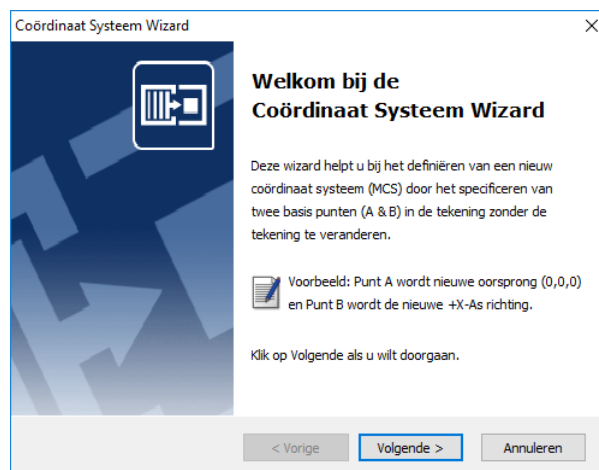 Coördinaat Systeem Wizard
Welkom bij de
Coördinaat Systeem Wizard
Deze wizard helpt u bij het definiëren van een nieuw
coördinaat systeem (MCS) door het specificeren van
twee basis punten (A & B) in de tekening zonder de
tekening te veranderen.
Voorbeeld: Punt A wordt nieuwe oorsprong (0,0,0)
en Punt B wordt de nieuwe +X-As richting.
Klik op Volgende als u wilt doorgaan.
< Vorige
Volgende >
Annuleren